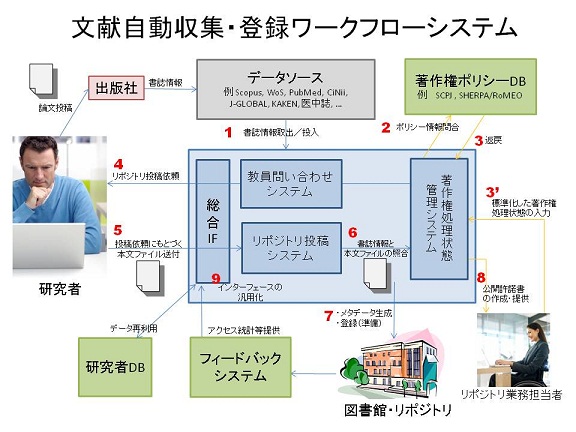 文献自動収集・登録ワークフローシステム
出版社
書誌情報
論文投稿
データソース
例 Scopus, WoS, PubMed, CiNii,
J-GLOBAL, KAKEN, 医中誌, ...
著作権ポリシーDB
例 SCPJ, SHERPA/RoMEO
1
書誌情報取出/投入
2
ポリシー情報問合
3
返戻
4
リポジトリ投稿依頼
教員問い合わせ
システム
総合IF
著作権処理状態
管理システム
3'
標準化した著作権
処理状態の入力
5
投稿依頼にもとづく
本文ファイル送付
リポジトリ投稿
システム
6
書誌情報と
本文ファイルの照合
研究者
9
インターフェースの
汎用化
8
公開許諾書
の作成・提供
7
・メタデータ生成
・登録(準備)
データ再利用
アクセス統計等提供
研究者DB
フィードバック
システム
図書館・リポジトリ
リポジトリ業務担当者